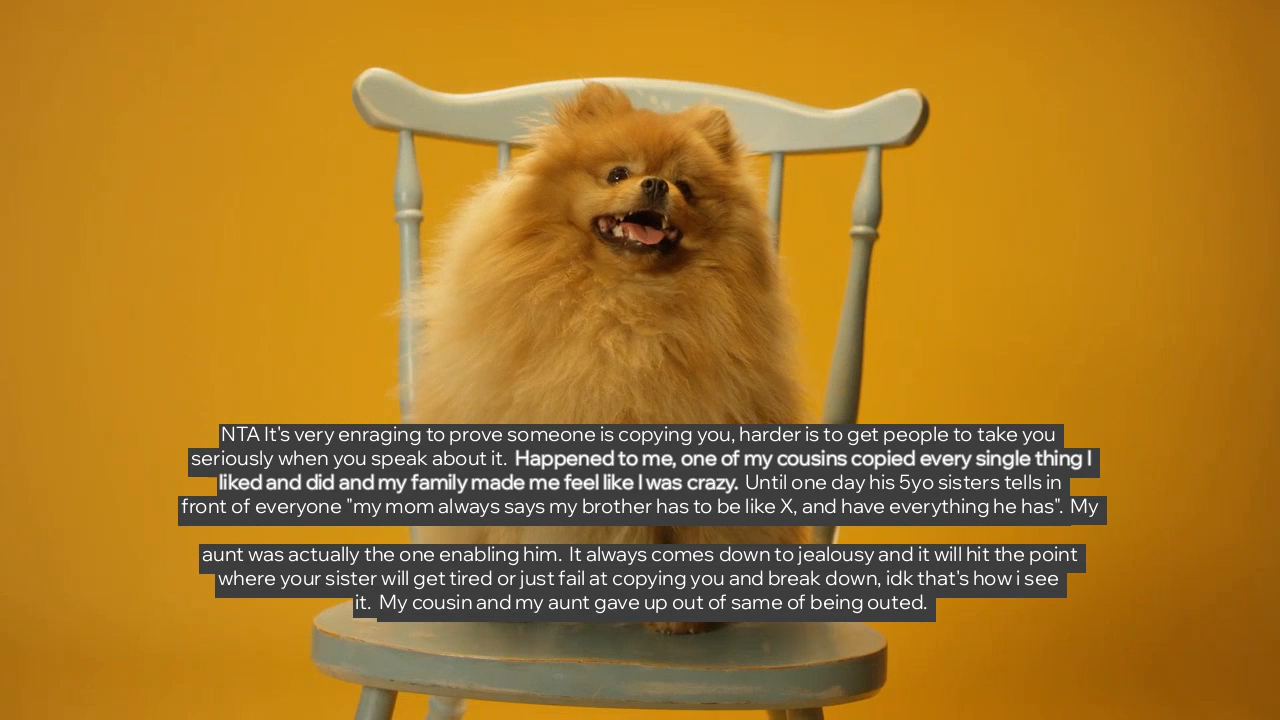 NTA It's very enraging to prove someone is copying you, harder is to get people to take you
seriously when you speak about it. Happened to me, one of my cousins copied every single thing I
liked and did and my family made me feel like I was crazy. Until one day his 5yo sisters tells in
front of everyone "my mom always says my brother has to be like X, and have everything he has". My
aunt was actually the one enabling him. It always comes down to jealousy and it will hit the point
where your sister will get tired or just fail at copying you and break down, idk that's how i see
it. My cousin and my aunt gave up out of same of being outed.